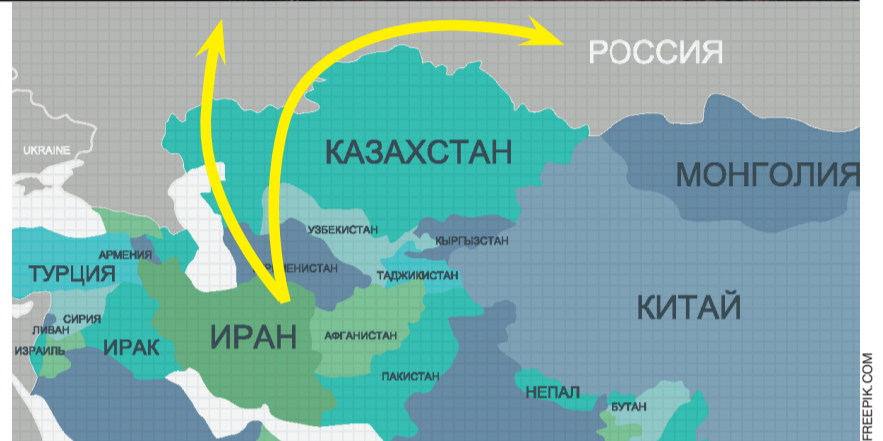 РОССИЯ
UKRAINE
КАЗАХСТАН
МОНГОЛИЯ
УЗБЕКИСТАН
КЫРГЫЗСТАН
АРМЕНИЯ
ТУРЦИЯ
ТАДЖИКИСТАН
КИТАЙ
СИРИЯ
ЛИВАН
ИЗРАИЛЬ
ИРАК
ИРАН
АФГАНИСТАН
ПАКИСТАН
НЕПАЛ
БУТАН
FREEPIK.COM